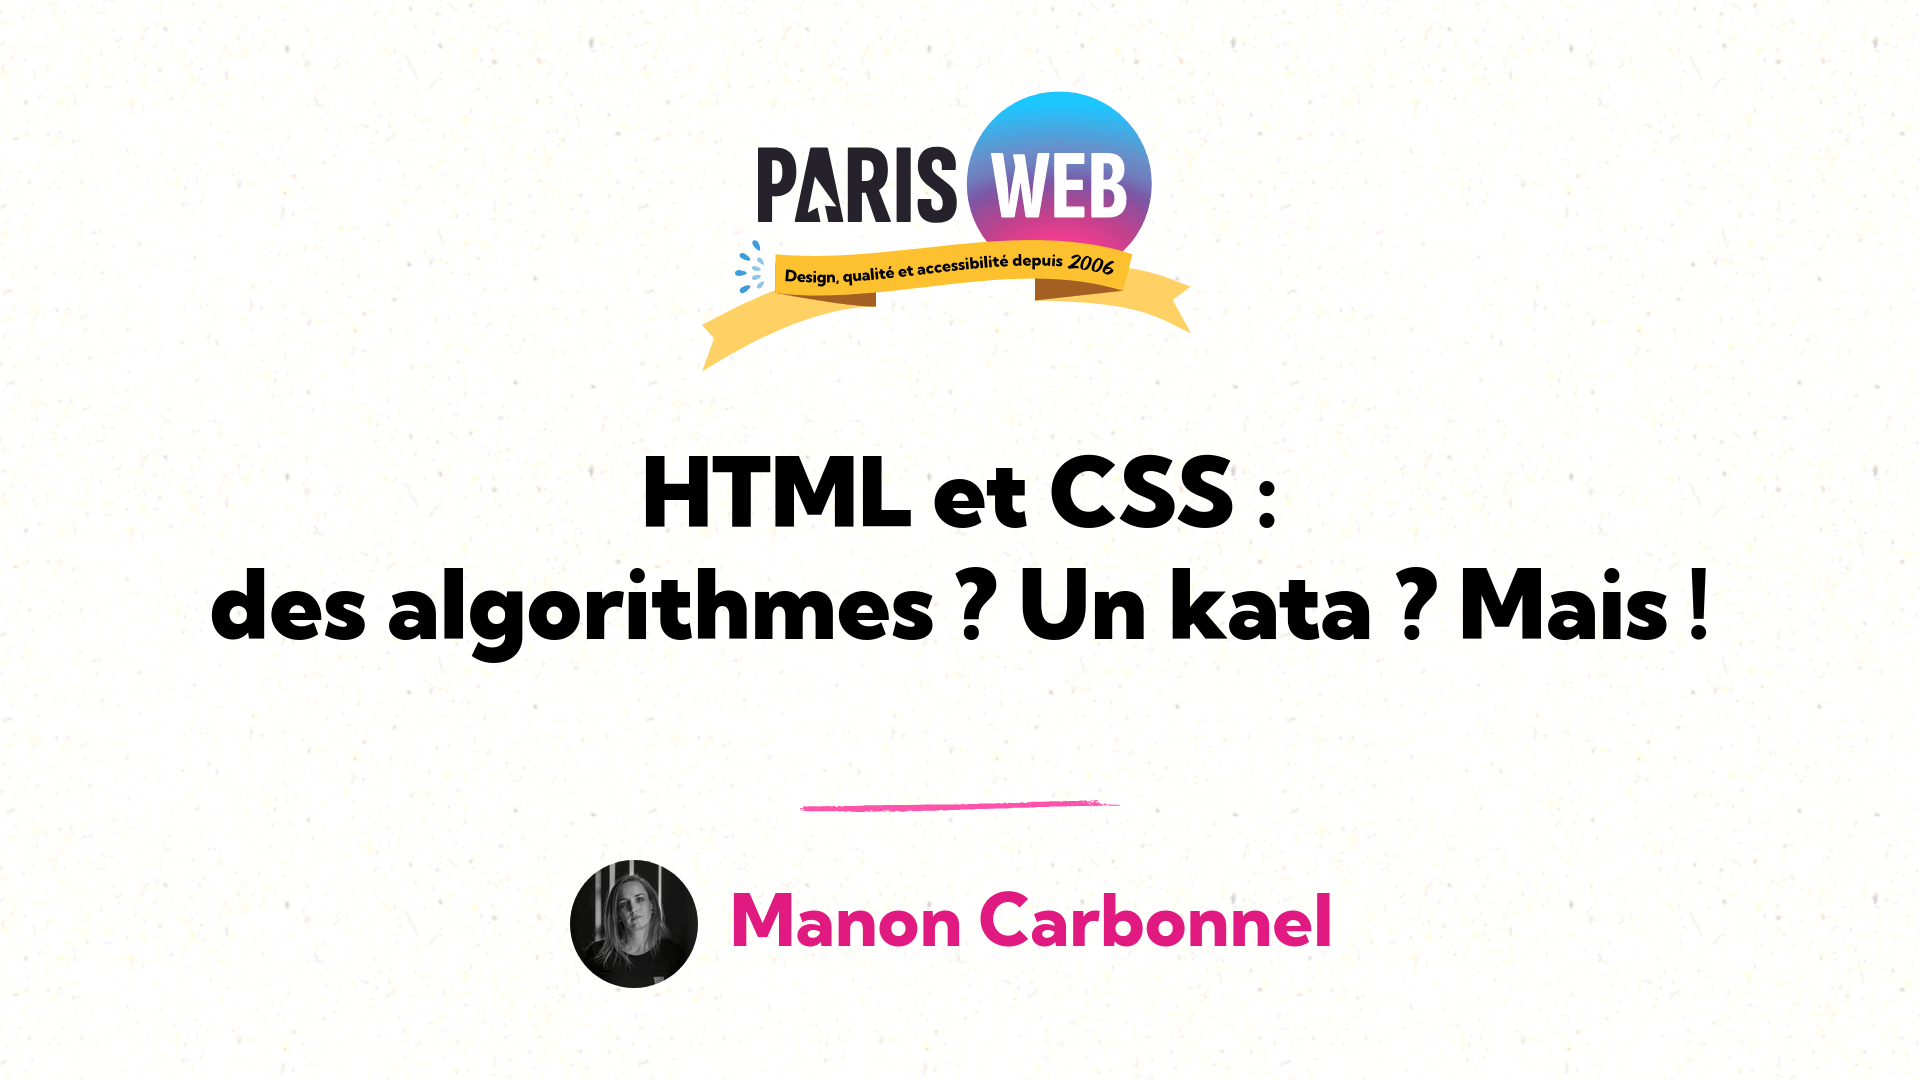 PARIS WEB
Design, qualité et accessibilité depuis 2006
HTML et CSS :
des algorithmes ? Un kata ? Mais !
Manon Carbonnel